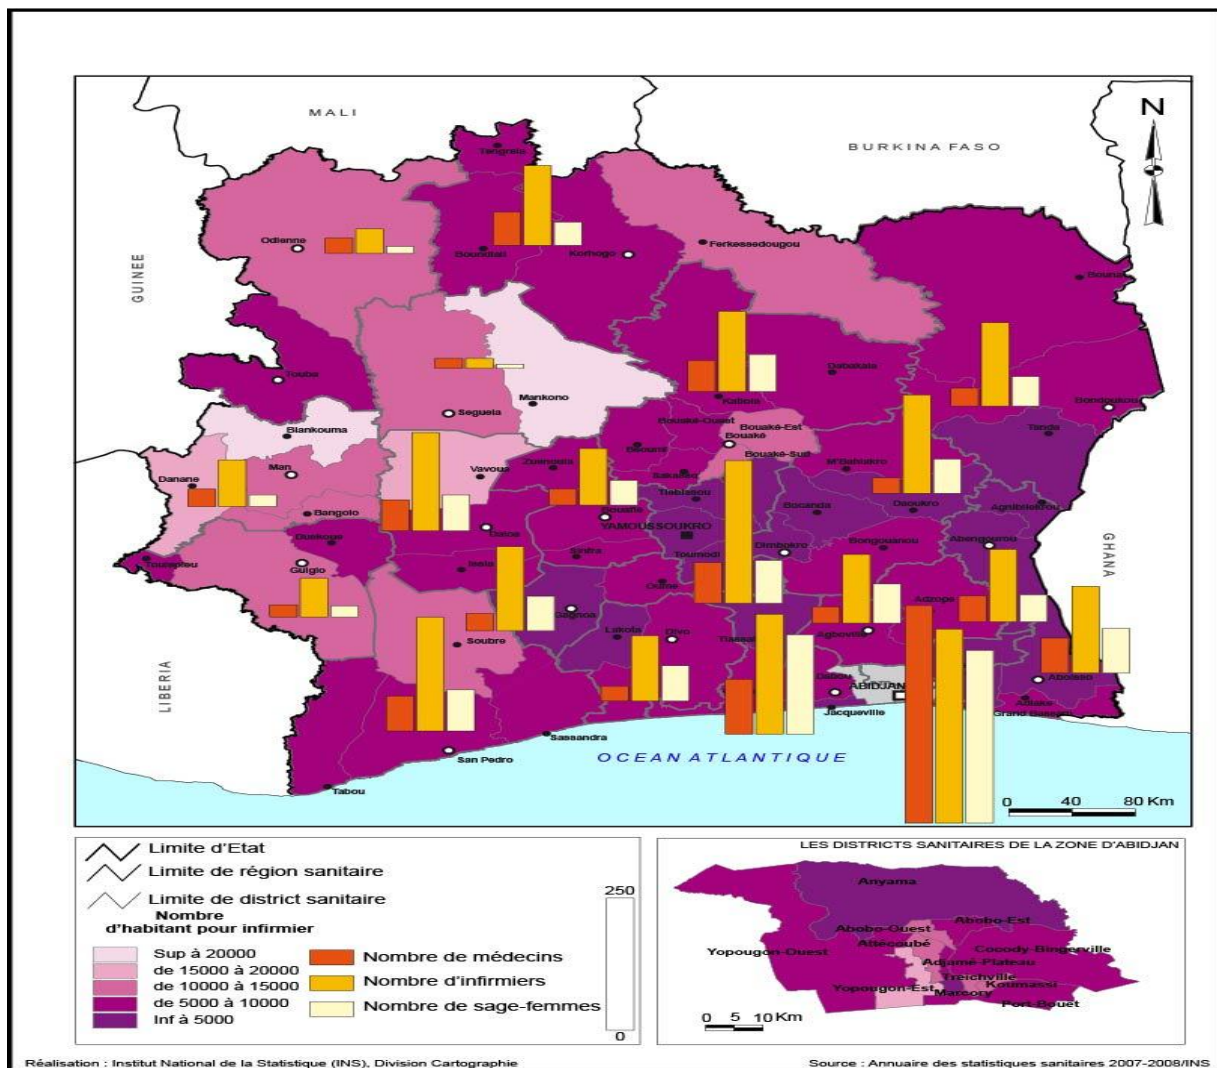 MALI
N
BURKINA FASO
Tengrela
Odienne
Boundiali
Korhogo
Ferkessedougou
Bouna
GUINEE
Touba
Dabakala
Mankono
Katiola
Seguela
Bondoukou
Biankouma
Bouaké-Ouest
Bouaké-Est
Bouaké
Tanda
Béoumi
Bouaké-Sud
Man
Vavoua
Zuenoula
M'Bahiakro
Danane
Sakassou
Tiebissou
Bangolo
Bouafle
Bocanda
Daoukro
Agnibilekrou
Daloa
YAMOUSSOUKRO
Duekoue
Dimbokro
Bongouanou
Abengourou
Sinfra
Toumodi
GHANA
Toulepleu
Guiglo
Issia
Oume
Gagnoa
Adzope
Lakota
Divo
Tiassal
Agboville
Soubre
LIBERIA
Dabou
ABIDJAN
Aboisso
Adiake
Jacqueville
Grand Bassam
Sassandra
San Pedro
OCEAN ATLANTIQUE
Tabou
0 40 80 Km
Limite d'Etat
Limite de région sanitaire
Limite de district sanitaire
Nombre
d'habitant pour infirmier
Sup à 20000
de 15000 à 20000
de 10000 à 15000
de 5000 à 10000
Inf à 5000
Nombre de médecins
Nombre d'infirmiers
Nombre de sage-femmes
250
0
LES DISTRICTS SANITAIRES DE LA ZONE D'ABIDJAN
Anyama
Abobo-Est
Abobo-Ouest
Attécoubé
Yopougon-Ouest
Cocody-Bingerville
Adjamé-Plateau
Treichville
Yopougon-Est
Koumassi
Marcory
Port-Bouët
0 5 10 Km
Réalisation : Institut National de la Statistique (INS), Division Cartographie
Source : Annuaire des statistiques sanitaires 2007-2008/INS